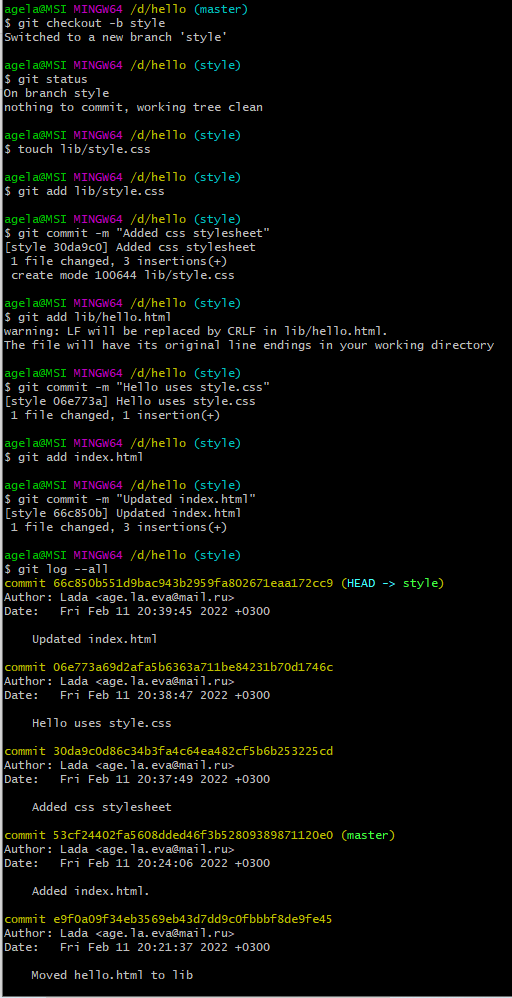 agela@MSI MINGW64 /d/hello (master)
$ git checkout -b style
Switched to a new branch 'style'
agela@MSI MINGW64 /d/hello (style)
$ git status
On branch style
nothing to commit, working tree clean
agela@MSI MINGW64 /d/hello (style)
$ touch lib/style.css
agela@MSI MINGW64 /d/hello (style)
$ git add lib/style.css
agela@MSI MINGW64 /d/hello (style)
$ git commit -m "Added css stylesheet"
[style 30da9c0] Added css stylesheet
 1 file changed, 3 insertions(+)
 create mode 100644 lib/style.css
agela@MSI MINGW64 /d/hello (style)
$ git add lib/hello.html
warning: LF will be replaced by CRLF in lib/hello.html.
The file will have its original line endings in your working directory
agela@MSI MINGW64 /d/hello (style)
$ git commit -m "Hello uses style.css"
[style 06e773a] Hello uses style.css
 1 file changed, 1 insertion(+)
agela@MSI MINGW64 /d/hello (style)
$ git add index.html
agela@MSI MINGW64 /d/hello (style)
$ git commit -m "Updated index.html"
[style 66c850b] Updated index.html
 1 file changed, 3 insertions(+)
agela@MSI MINGW64 /d/hello (style)
$ git log --all
commit 66c850b551d9bac943b2959fa802671eaa172cc9 (HEAD -> style)
Author: Lada <age.la.eva@mail.ru>
Date:   Fri Feb 11 20:39:45 2022 +0300
    Updated index.html
commit 06e773a69d2afa5b6363a711be84231b70d1746c
Author: Lada <age.la.eva@mail.ru>
Date:   Fri Feb 11 20:38:47 2022 +0300
    Hello uses style.css
commit 30da9c0d86c34b3fa4c64ea482cf5b6b253225cd
Author: Lada <age.la.eva@mail.ru>
Date:   Fri Feb 11 20:37:49 2022 +0300
    Added css stylesheet
commit 53cf24402fa5608dded46f3b52809389871120e0 (master)
Author: Lada <age.la.eva@mail.ru>
Date:   Fri Feb 11 20:24:06 2022 +0300
    Added index.html.
commit e9f0a09f34eb3569eb43d7dd9c0fbbbf8de9fe45
Author: Lada <age.la.eva@mail.ru>
Date:   Fri Feb 11 20:21:37 2022 +0300
    Moved hello.html to lib